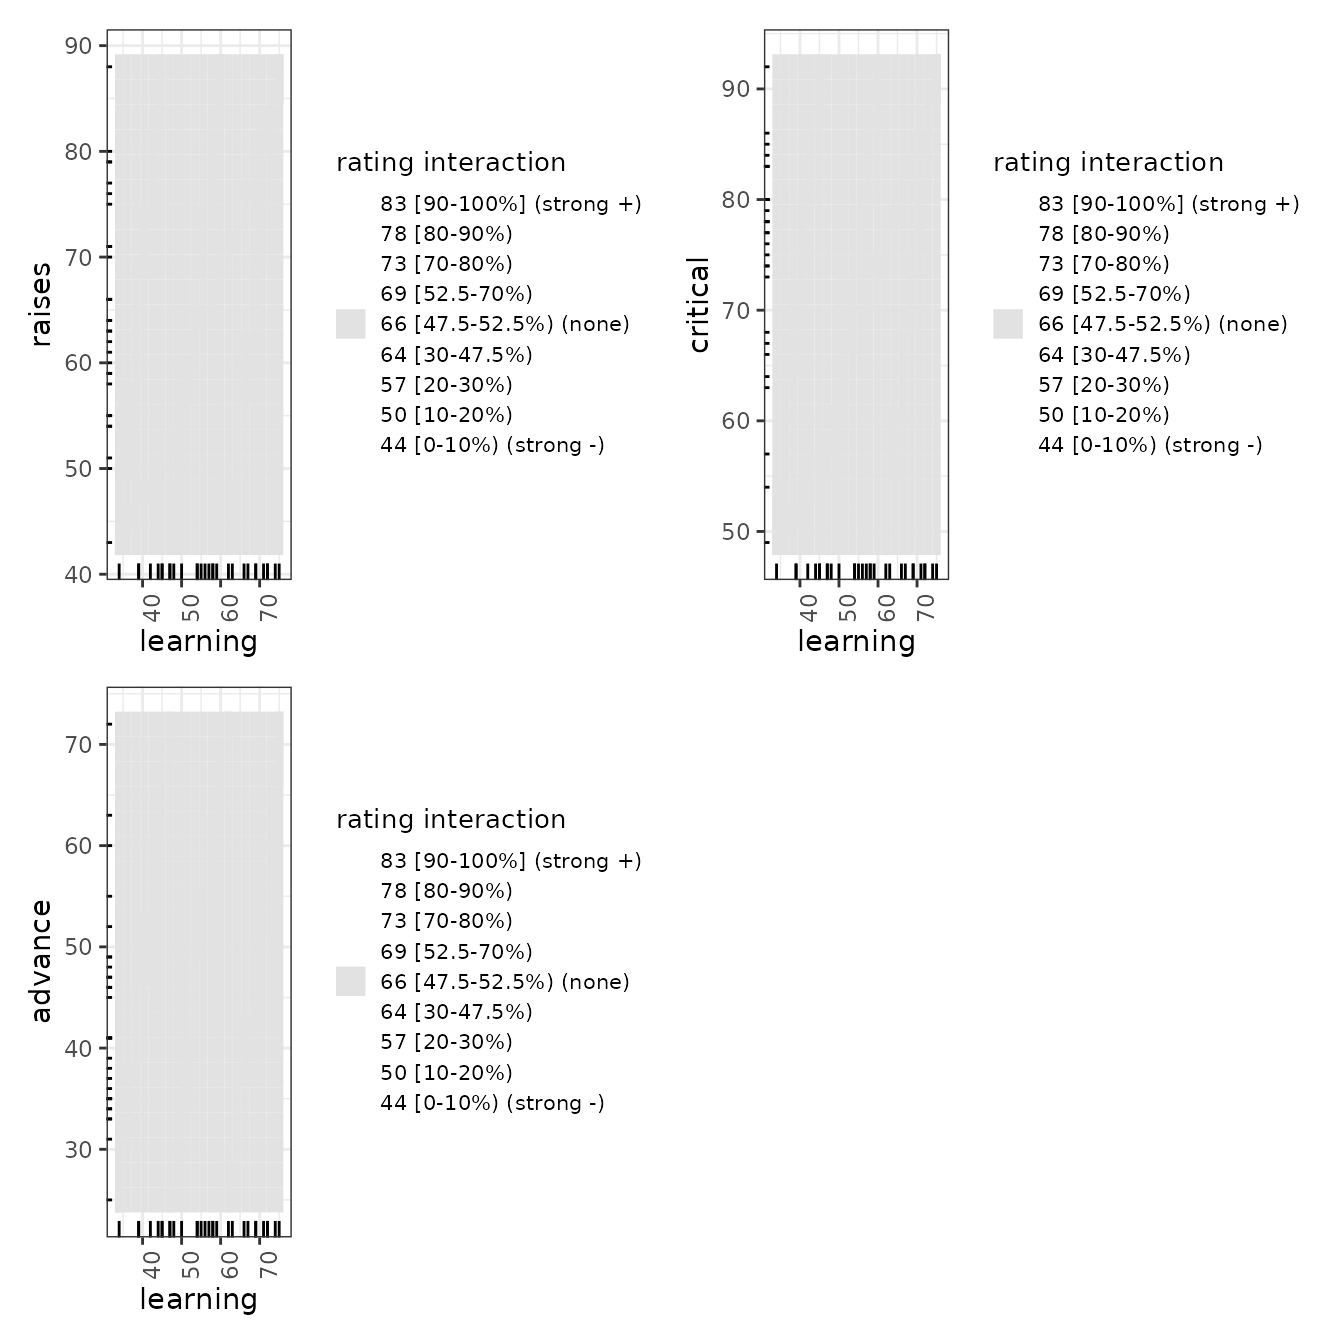 90
80
70
60
50
40
raises
40 50 60 70
learning
rating interaction
83 [90-100%] (strong +)
78 [80-90%)
73 [70-80%)
69 [52.5-70%)
66 [47.5-52.5%) (none)
64 [30-47.5%)
57 [20-30%)
50 [10-20%)
44 [0-10%) (strong -)
90
80
70
60
50
critical
40 50 60 70
learning
rating interaction
83 [90-100%] (strong +)
78 [80-90%)
73 [70-80%)
69 [52.5-70%)
66 [47.5-52.5%) (none)
64 [30-47.5%)
57 [20-30%)
50 [10-20%)
44 [0-10%) (strong -)
70
60
50
40
30
advance
40 50 60 70
learning
rating interaction
83 [90-100%] (strong +)
78 [80-90%)
73 [70-80%)
69 [52.5-70%)
66 [47.5-52.5%) (none)
64 [30-47.5%)
57 [20-30%)
50 [10-20%)
44 [0-10%) (strong -)